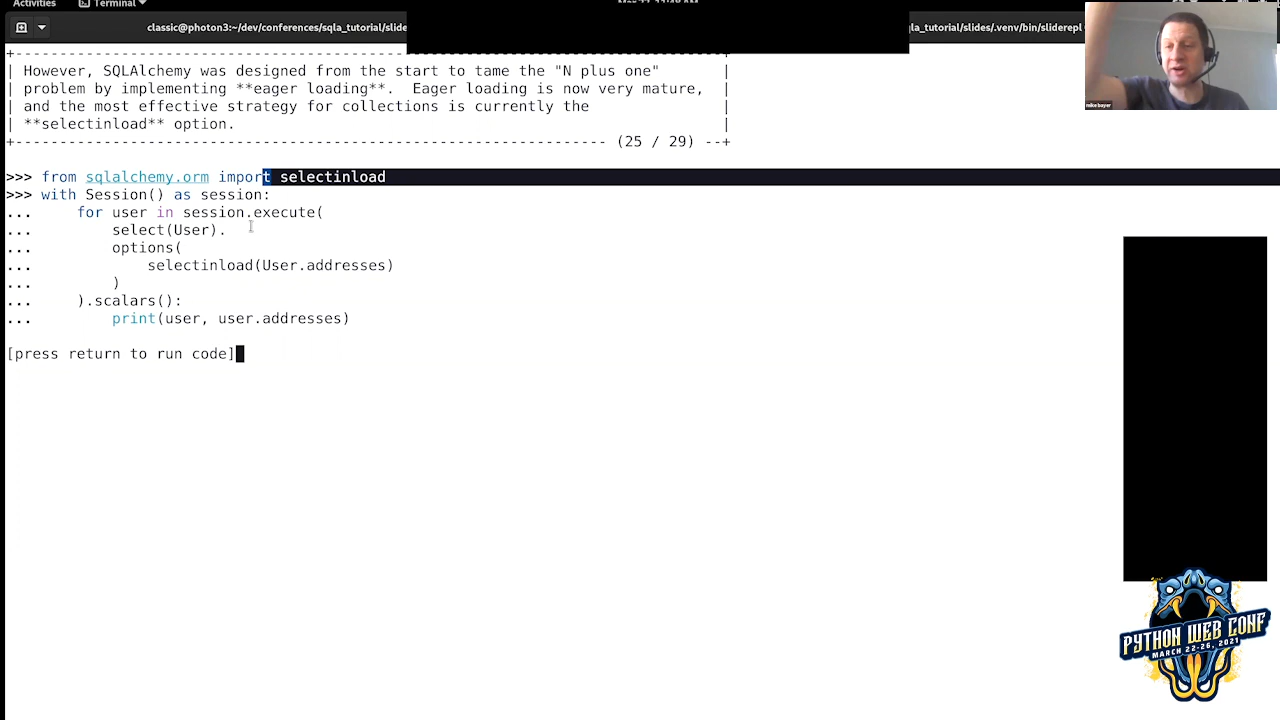 Activities
Terminal
classic@photon3:~/dev/conferences/sqla_tutorial/slide
qla_tutorial/slides/.venv/bin/sliderepl
mike bayer
+--------------------------------------------------------------------------------+
| However, SQLAlchemy was designed from the start to tame the "N plus one" |
| problem by implementing **eager loading**. Eager loading is now very mature, |
| and the most effective strategy for collections is currently the |
| **selectinload** option. |
+------------------------------------------------------------------- (25 / 29) --+
>>> from sqlalchemy.orm import selectinload
>>> with Session() as session:
...     for user in session.execute(
...         select(User).
...         options(
...             selectinload(User.addresses)
...         )
...     ).scalars():
...         print(user, user.addresses)
[press return to run code]
PYTHON WEB CONF
MARCH 22-26, 2021